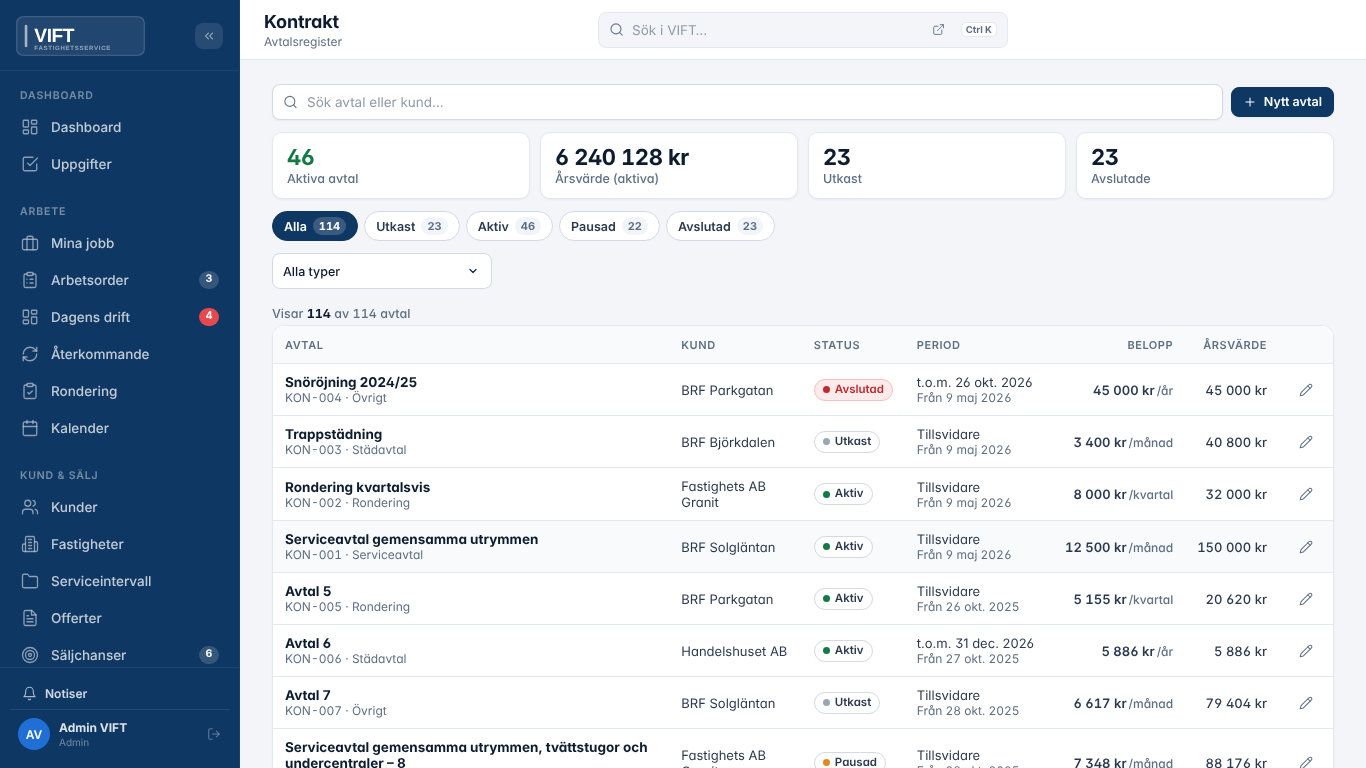 VIFT
FASTIGHETSSERVICE
DASHBOARD
Dashboard
Uppgifter
ARBETE
Mina jobb
Arbetsorder 3
Dagens drift 4
Återkommande
Rondering
Kalender
KUND & SÄLJ
Kunder
Fastigheter
Serviceintervall
Offerter
Säljchanser 6
Notiser
AV Admin VIFT
Admin
Kontrakt
Avtalsregister
Sök i VIFT... Ctrl K
Sök avtal eller kund...
+ Nytt avtal
46
Aktiva avtal
6 240 128 kr
Årsvärde (aktiva)
23
Utkast
23
Avslutade
Alla 114 Utkast 23 Aktiv 46 Pausad 22 Avslutad 23
Alla typer
Visar 114 av 114 avtal
AVTAL KUND STATUS PERIOD BELOPP ÅRSVÄRDE
Snöröjning 2024/25
KON-004 · Övrigt
BRF Parkgatan
Avslutad
t.o.m. 26 okt. 2026
Från 9 maj 2026
45 000 kr/år
45 000 kr
Trappstädning
KON-003 · Städavtal
BRF Björkdalen
Utkast
Tillsvidare
Från 9 maj 2026
3 400 kr/månad
40 800 kr
Rondering kvartalsvis
KON-002 · Rondering
Fastighets AB
Granit
Aktiv
Tillsvidare
Från 9 maj 2026
8 000 kr/kvartal
32 000 kr
Serviceavtal gemensamma utrymmen
KON-001 · Serviceavtal
BRF Solgläntan
Aktiv
Tillsvidare
Från 9 maj 2026
12 500 kr/månad
150 000 kr
Avtal 5
KON-005 · Rondering
BRF Parkgatan
Aktiv
Tillsvidare
Från 26 okt. 2025
5 155 kr/kvartal
20 620 kr
Avtal 6
KON-006 · Städavtal
Handelshuset AB
Aktiv
t.o.m. 31 dec. 2026
Från 27 okt. 2025
5 886 kr/år
5 886 kr
Avtal 7
KON-007 · Övrigt
BRF Solgläntan
Utkast
Tillsvidare
Från 28 okt. 2025
6 617 kr/månad
79 404 kr
Serviceavtal gemensamma utrymmen, tvättstugor och
undercentraler – 8
Fastighets AB
Pausad
Tillsvidare
7 348 kr/månad
88 176 kr